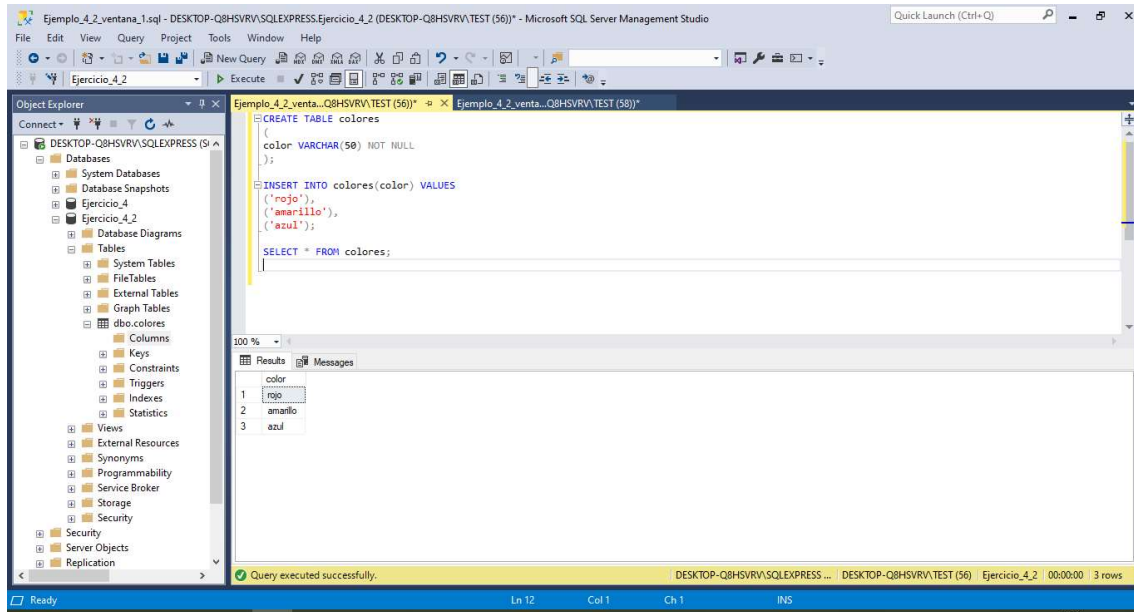 Ejemplo_4_2_ventana_1.sql - DESKTOP-Q8HSVRV\SQLEXPRESS.Ejercicio_4_2 (DESKTOP-Q8HSVRV\TEST (56))* - Microsoft SQL Server Management Studio
Quick Launch (Ctrl+Q)
File Edit View Query Project Tools Window Help
New Query
Ejercicio_4_2
Execute
Object Explorer
Connect
DESKTOP-Q8HSVRV\SQLEXPRESS (S
Databases
System Databases
Database Snapshots
Ejercicio_4
Ejercicio_4_2
Database Diagrams
Tables
System Tables
FileTables
External Tables
Graph Tables
dbo.colores
Columns
Keys
Constraints
Triggers
Indexes
Statistics
Views
External Resources
Synonyms
Programmability
Service Broker
Storage
Security
Security
Server Objects
Replication
Ejemplo_4_2_venta...Q8HSVRV\TEST (56))*
Ejemplo_4_2_venta...Q8HSVRV\TEST (58))*
CREATE TABLE colores
(
color VARCHAR(50) NOT NULL
);
INSERT INTO colores(color) VALUES
('rojo'),
('amarillo'),
('azul');
SELECT * FROM colores;
100 %
Results Messages
color
1 rojo
2 amarillo
3 azul
Query executed successfully.
DESKTOP-Q8HSVRV\SQLEXPRESS ... DESKTOP-Q8HSVRV\TEST (56) Ejercicio_4_2 00:00:00 3 rows
Ready Ln 12 Col 1 Ch 1 INS